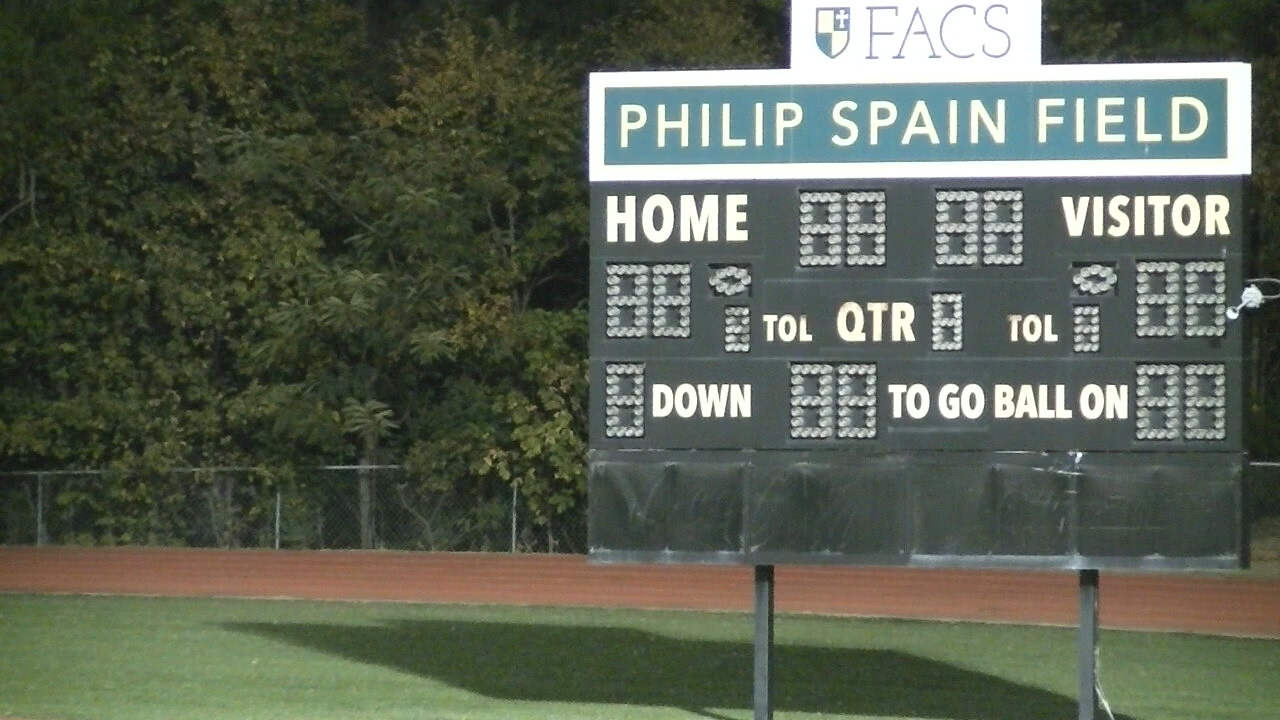 FACS
PHILIP SPAIN FIELD
HOME VISITOR
TOL QTR TOL
DOWN TO GO BALL ON